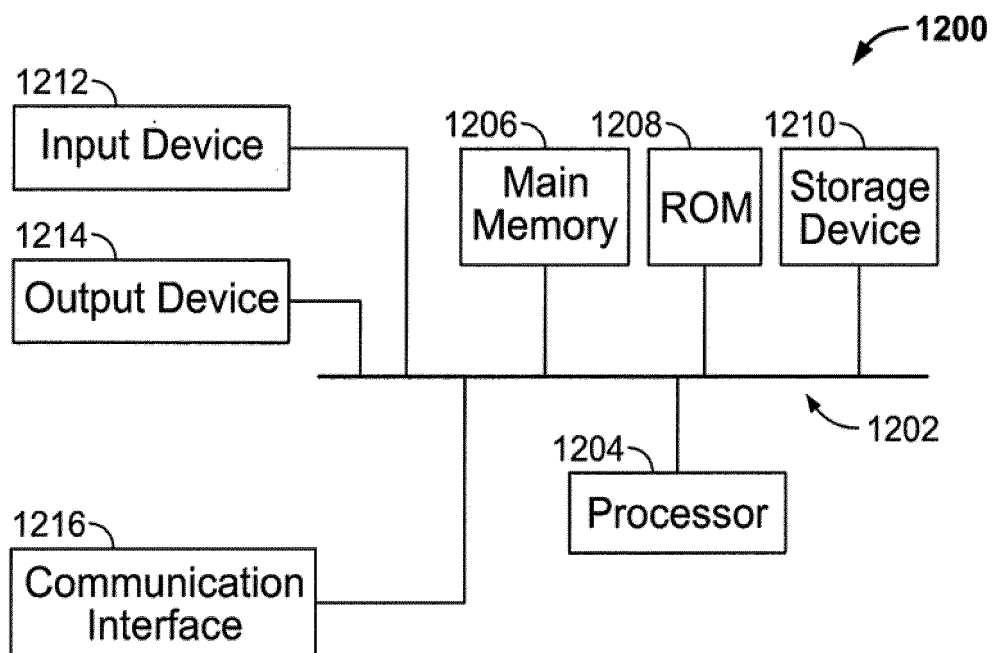 1200
1212
Input Device
1206
Main
Memory
1208
ROM
1210
Storage
Device
1214
Output Device
1202
1204
Processor
1216
Communication
Interface